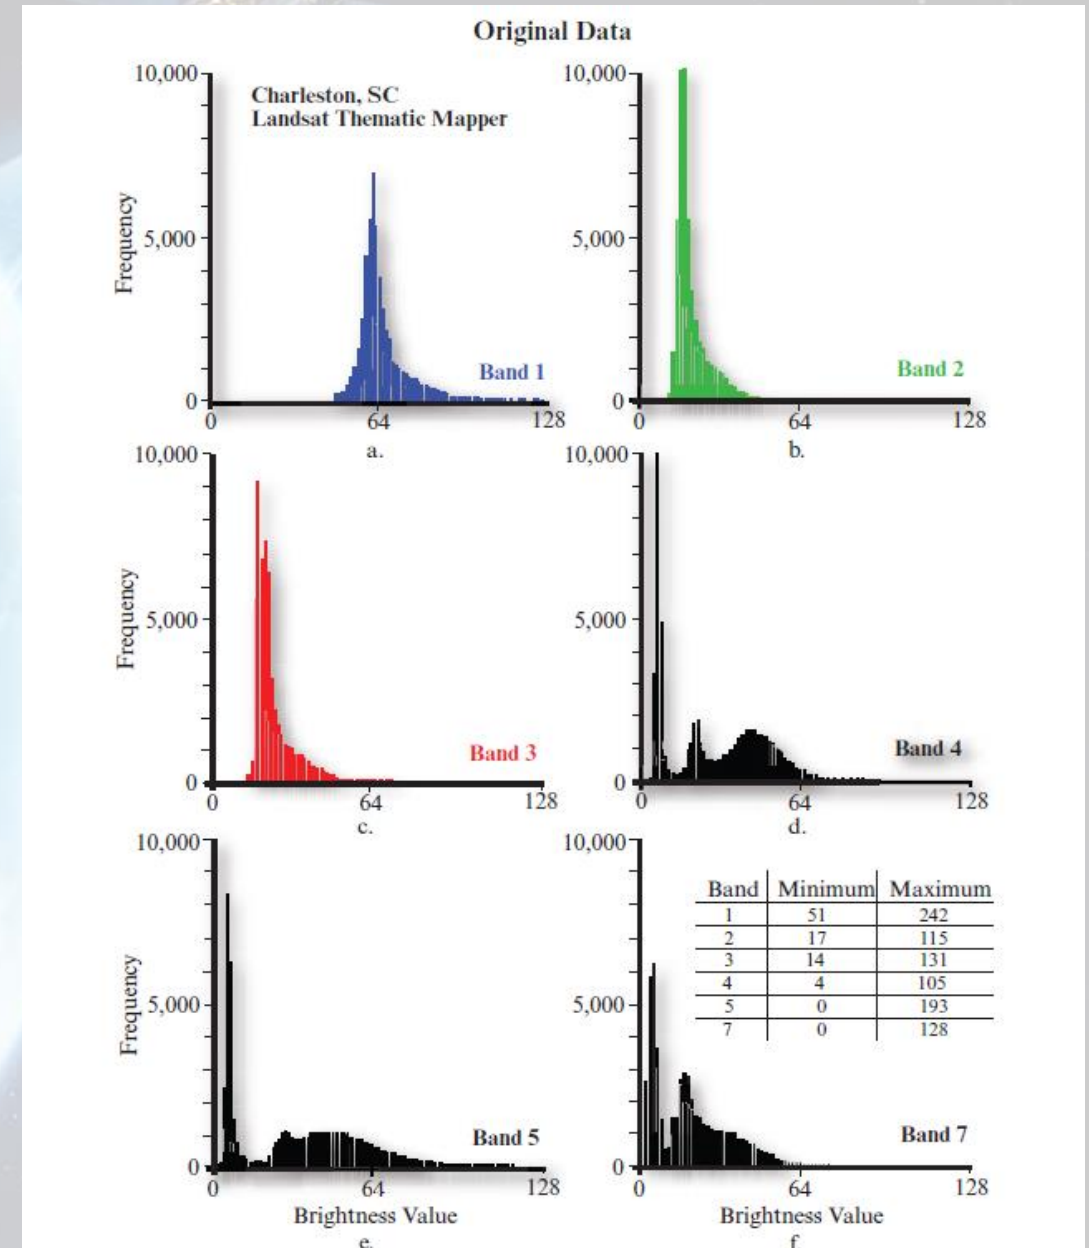 Original Data
10,000
5,000
0
Frequency
Charleston, SC
Landsat Thematic Mapper
Band 1
0 64 128
a.
10,000
5,000
0
Band 2
0 64 128
b.
10,000
5,000
0
Frequency
Band 3
0 64 128
c.
10,000
5,000
0
Band 4
0 64 128
d.
10,000
5,000
0
Frequency
Band 5
0 64 128
Brightness Value
e.
10,000
5,000
0
Band Minimum Maximum
1 51 242
2 17 115
3 14 131
4 4 105
5 0 193
7 0 128
Band 7
0 64 128
Brightness Value
f